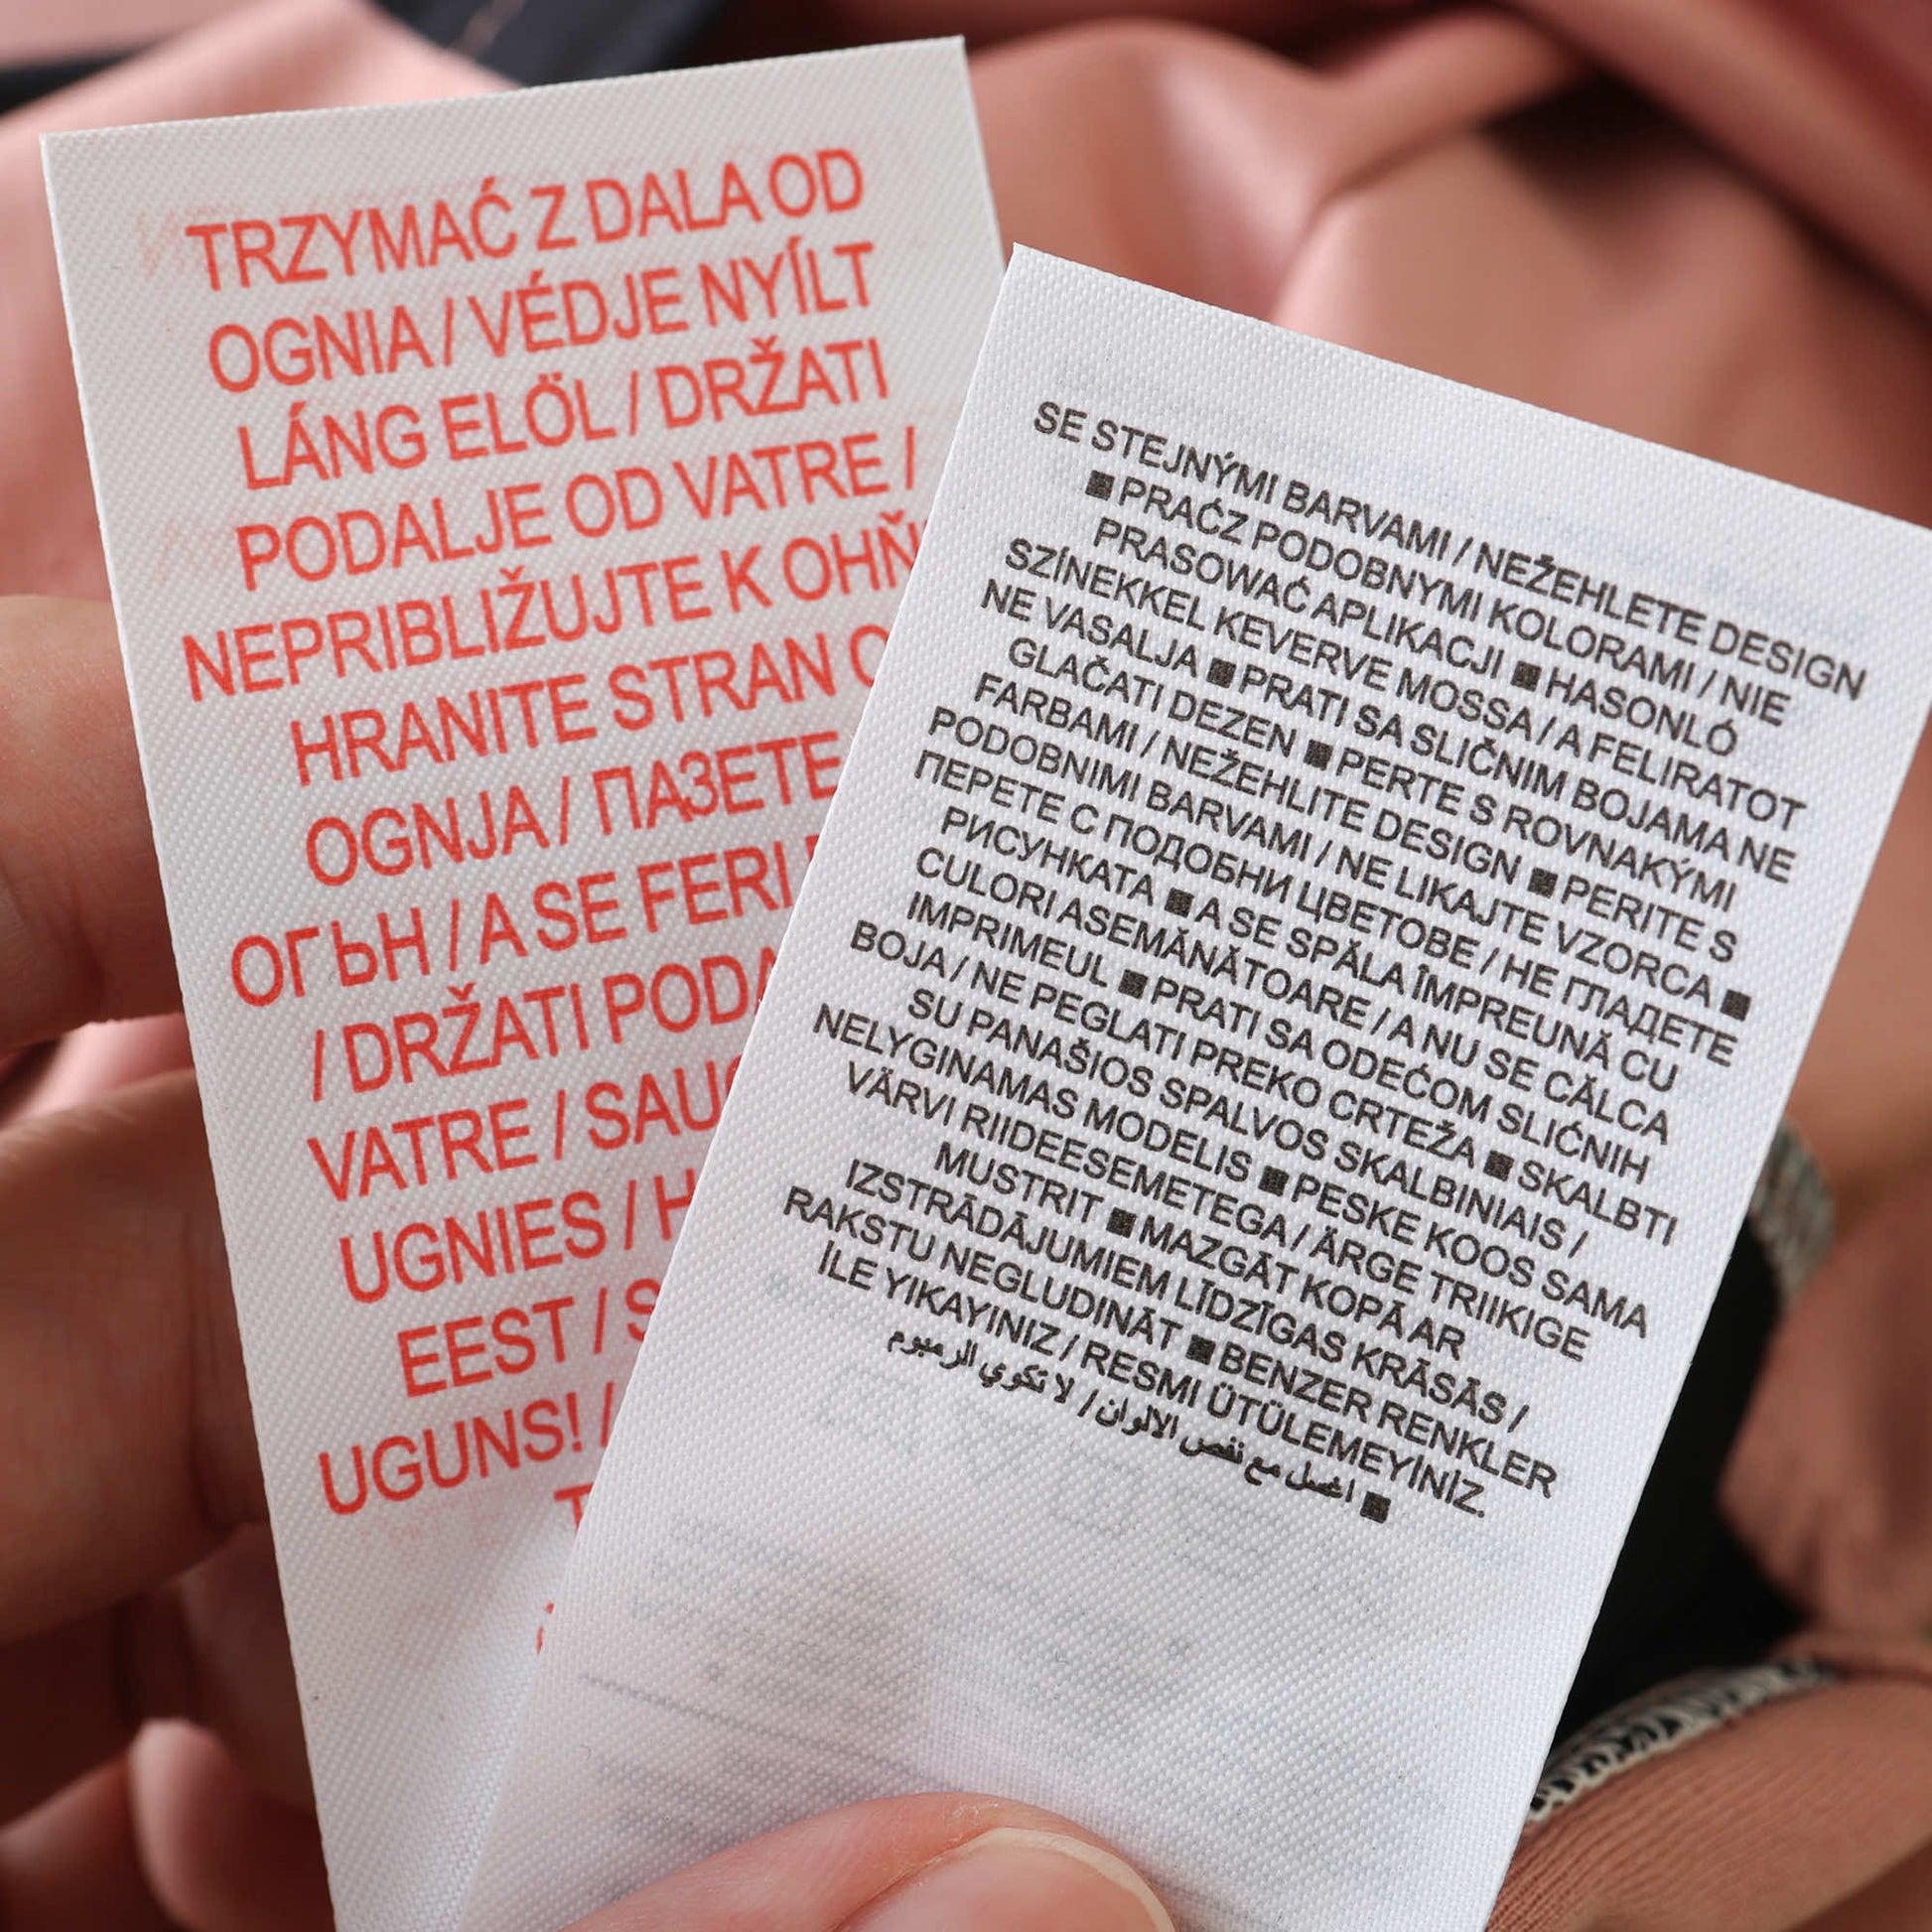 TRZYMAĆ Z DALA OD
OGNIA / VÉDJE NYÍLT
LÁNG ELÖL / DRŽATI
PODALJE OD VATRE /
NEPRIBLIŽUJTE K OHŇ
HRANITE STRAN
OGNJA / ПАЗЕТЕ
ОГЪН / A SE FERI
/ DRŽATI PODA
VATRE / SAUG
UGNIES / H
EEST / S
UGUNS! /
SE STEJNÝMI BARVAMI / NEŽEHLETE DESIGN
■ PRAĆZ PODOBNYMI KOLORAMI / NIE
PRASOWAĆ APLIKACJI ■ HASONLÓ
SZÍNEKKEL KEVERVE MOSSA / A FELIRATOT
NE VASALJA ■ PRATI SA SLIČNIM BOJAMA NE
GLAČATI DEZEN ■ PERTE S ROVNAKÝMI
FARBAMI / NEŽEHLITE DESIGN ■ PERITE S
PODOBNIMI BARVAMI / NE LIKAJTE VZORCA ■
ПЕРЕТЕ С ПОДОБНИ ЦВЕТОВЕ / НЕ ГЛАДЕТЕ
РИСУНКАТА ■ A SE SPĂLA ÎMPREUNĂ CU
CULORI ASEMĂNĂTOARE / A NU SE CĂLCA
IMPRIMEUL ■ PRATI SA ODEĆOM SLIĆNIH
BOJA / NE PEGLATI PREKO CRTEŽA ■ SKALBTI
SU PANAŠIOS SPALVOS SKALBINIAIS /
NELYGINAMAS MODELIS ■ PESKE KOOS SAMA
VÄRVI RIIDEESEMETEGA / ÄRGE TRIIKIGE
MUSTRIT ■ MAZGĀT KOPĀ AR
IZSTRĀDĀJUMIEM LĪDZĪGAS KRĀSĀS /
RAKSTU NEGLUDINĀT ■ BENZER RENKLER
İLE YIKAYINIZ / RESMI ÜTÜLEMEYİNİZ.
■ اغسل مع نفس الالوان / لا تكوي الرسوم